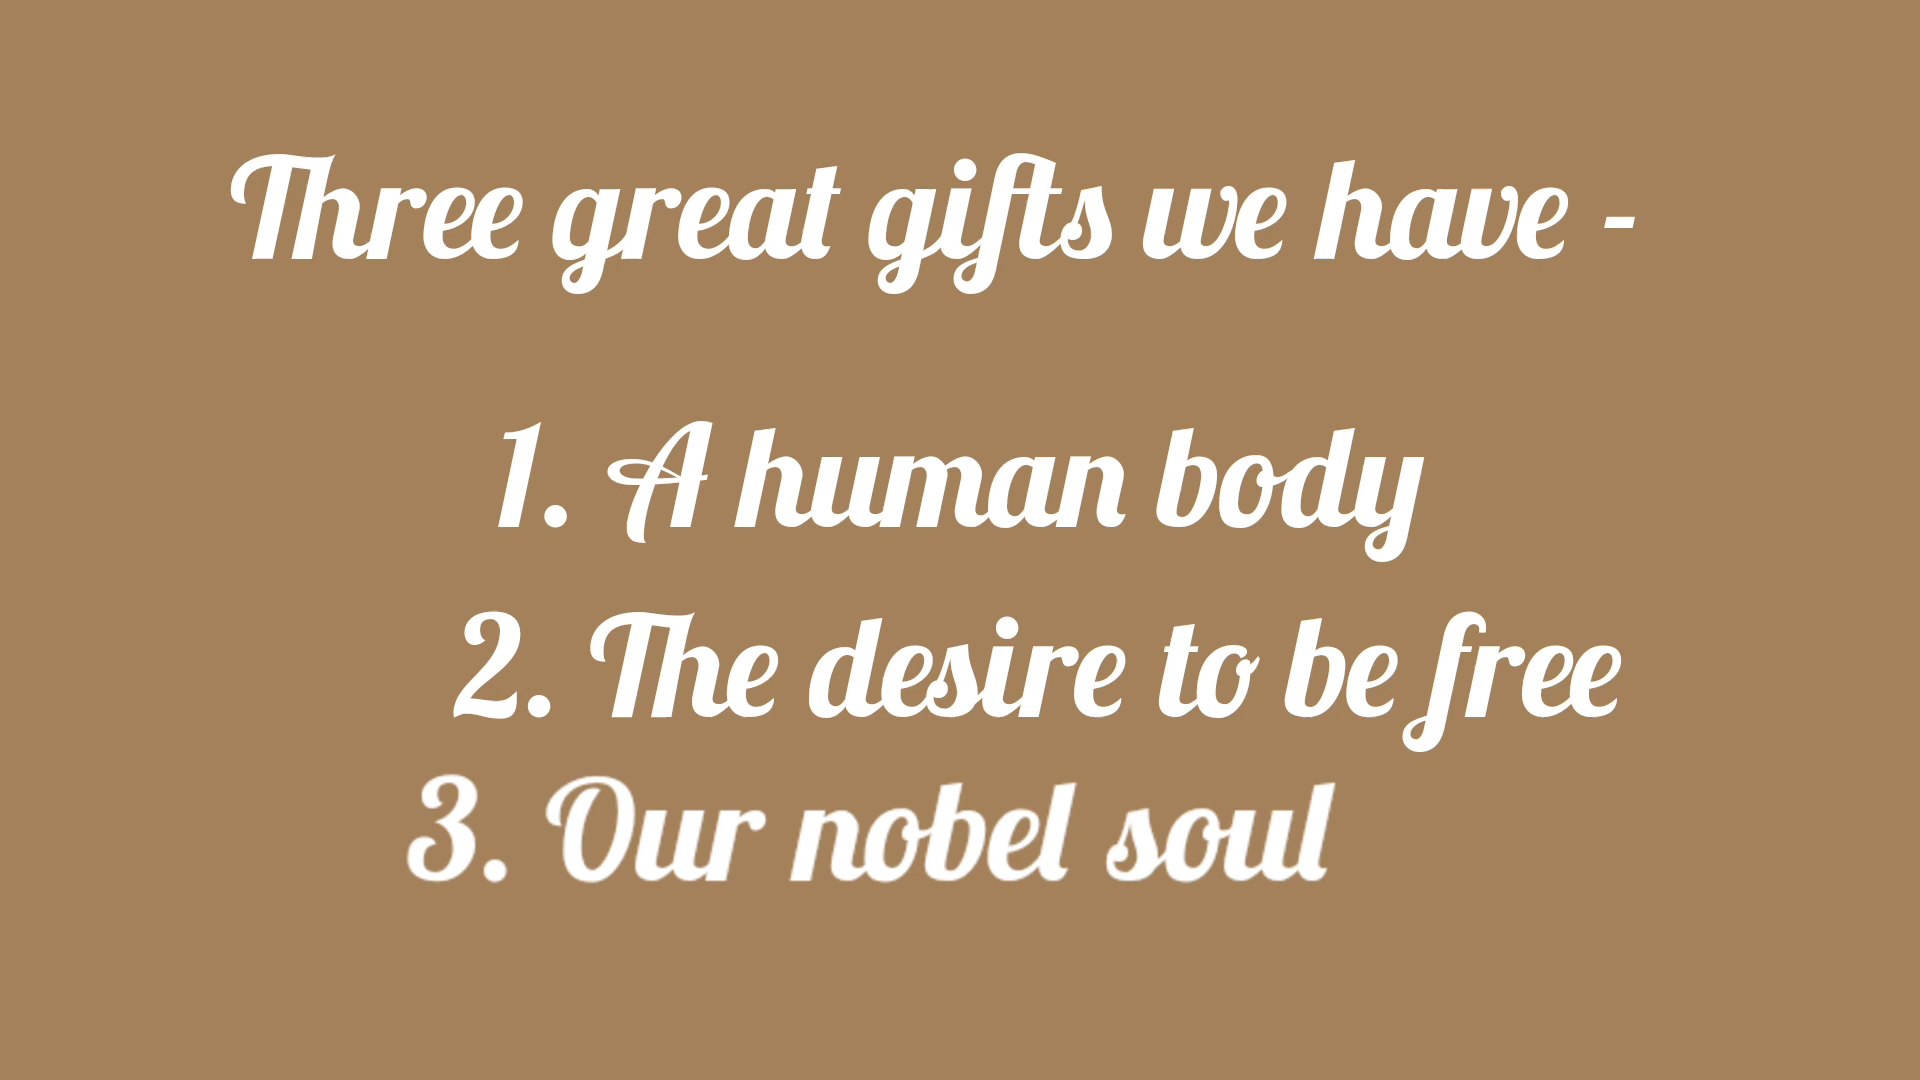 Three great gifts we have -
1. A human body
2. The desire to be free
3. Our nobel soul